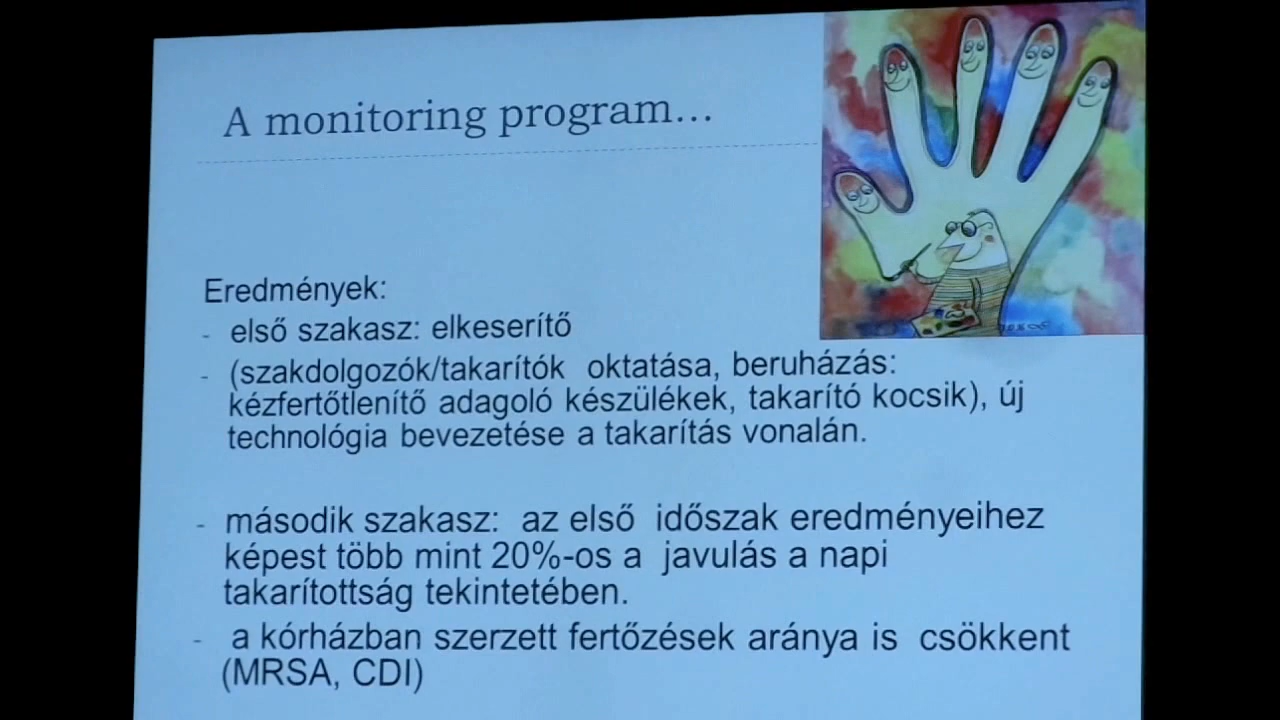 A monitoring program...
Eredmények:
- első szakasz: elkeserítő
- (szakdolgozók/takarítók oktatása, beruházás:
kézfertőtlenítő adagoló készülékek, takarító kocsik), új
technológia bevezetése a takarítás vonalán.
- második szakasz: az első időszak eredményeihez
képest több mint 20%-os a javulás a napi
takarítottság tekintetében.
- a kórházban szerzett fertőzések aránya is csökkent
(MRSA, CDI)